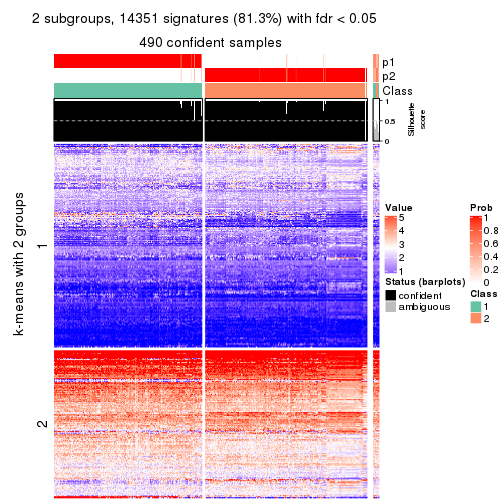 2 subgroups, 14351 signatures (81.3%) with fdr < 0.05
490 confident samples
p1
p2
Class
1
0.5
0
Silhouette
score
k-means with 2 groups
1
2
Value
5
4
3
2
1
Status (barplots)
confident
ambiguous
Prob
1
0.8
0.6
0.4
0.2
0
Class
1
2